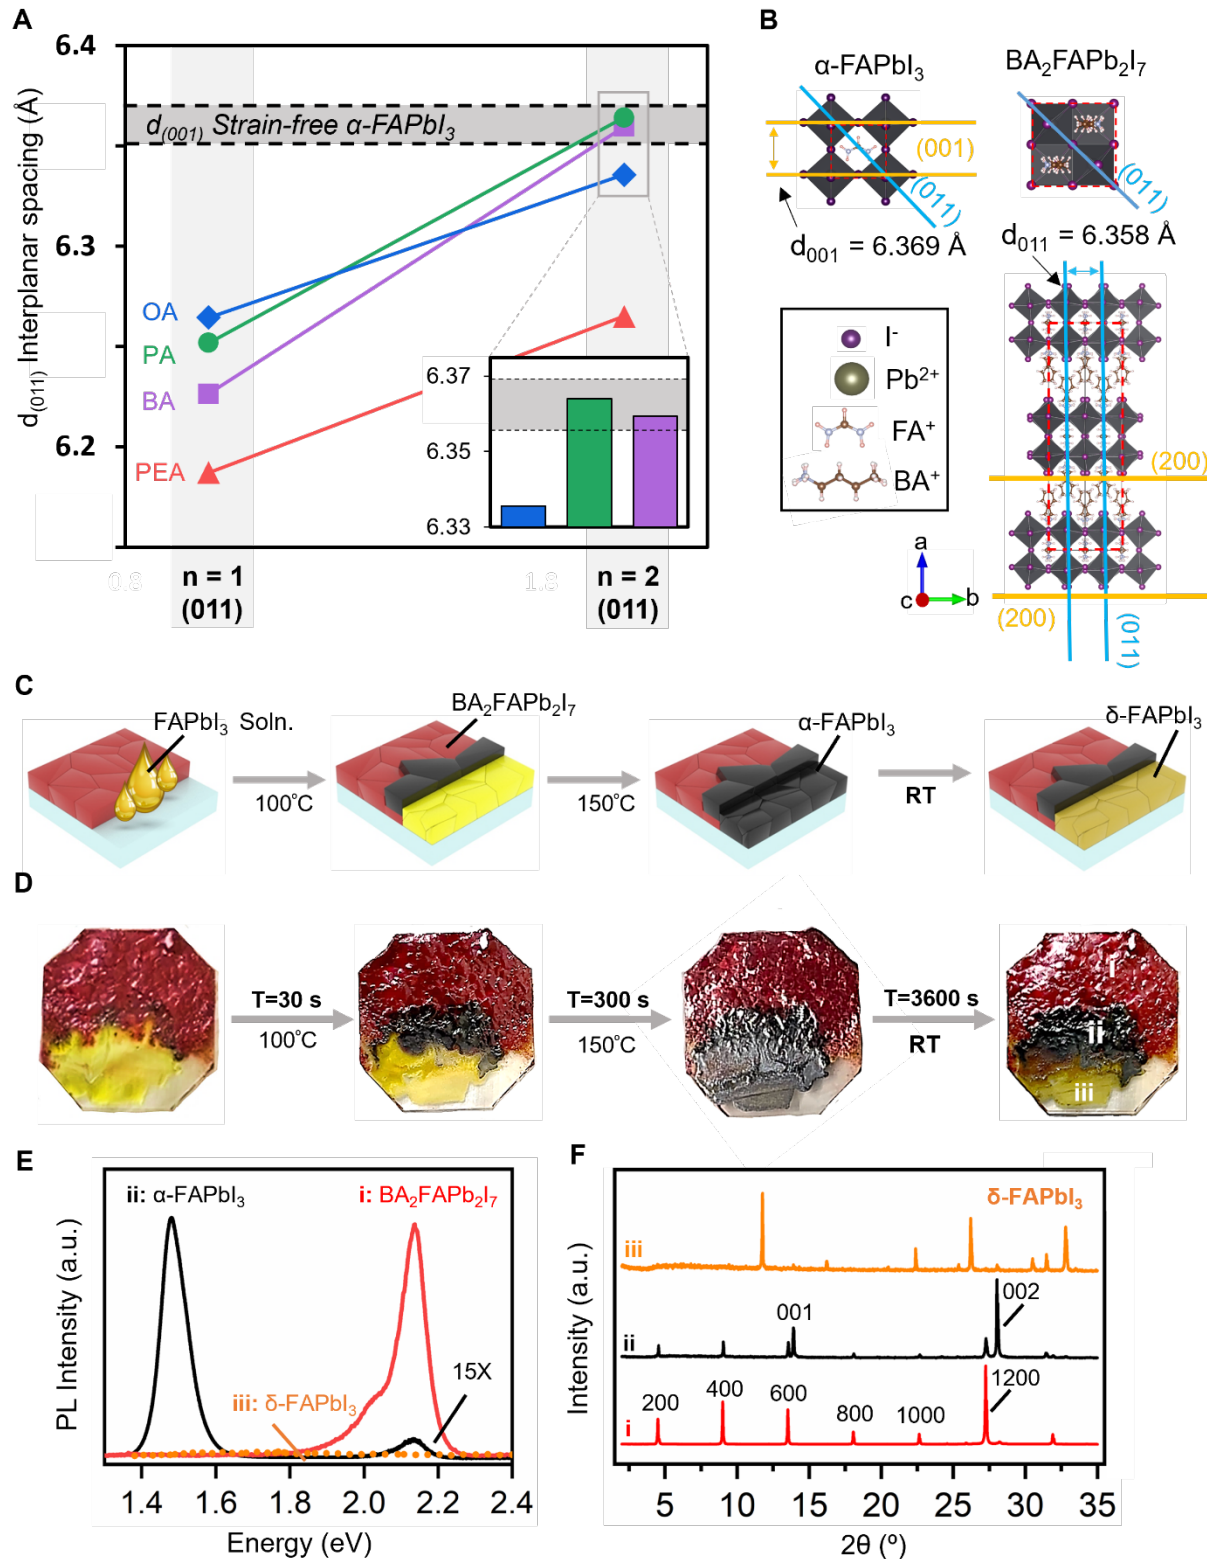 A
6.4
6.3
6.2
d(011) Interplanar spacing (Å)
d(001) Strain-free α-FAPbI3
OA
PA
BA
PEA
6.37
6.35
6.33
0.8
1.8
n = 1
(011)
n = 2
(011)
B
α-FAPbI3
BA2FAPb2I7
(001)
(011)
(011)
d001 = 6.369 Å
d011 = 6.358 Å
I-
Pb2+
FA+
BA+
a
b
c
(200)
(200)
(011)
C
FAPbI3 Soln.
BA2FAPb2I7
α-FAPbI3
δ-FAPbI3
100°C
150°C
RT
D
T=30 s
100°C
T=300 s
150°C
T=3600 s
RT
i
ii
iii
E
ii: α-FAPbI3
i: BA2FAPb2I7
15X
iii: δ-FAPbI3
PL Intensity (a.u.)
1.4 1.6 1.8 2.0 2.2 2.4
Energy (eV)
F
δ-FAPbI3
iii
002
001
ii
1200
200 400 600 800 1000
i
Intensity (a.u.)
5 10 15 20 25 30 35
2θ (º)